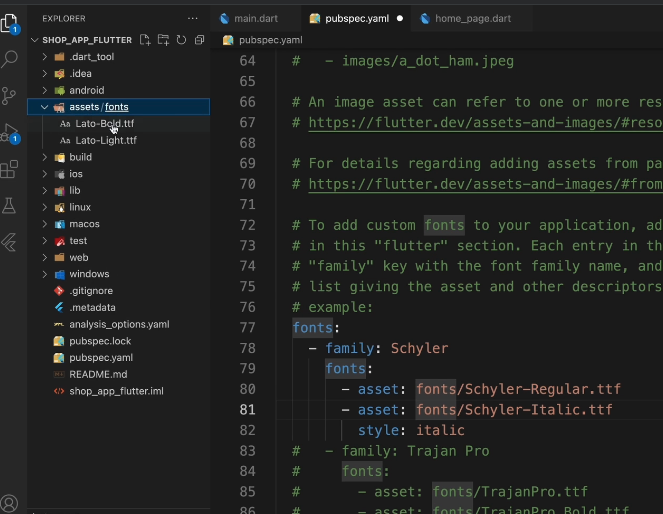 EXPLORER
···
main.dart
pubspec.yaml
home_page.dart
SHOP_APP_FLUTTER
pubspec.yaml
.dart_tool
.idea
android
assets/fonts
Aa Lato-Bold.ttf
Aa Lato-Light.ttf
build
ios
lib
linux
macos
test
web
windows
.gitignore
.metadata
analysis_options.yaml
pubspec.lock
pubspec.yaml
README.md
shop_app_flutter.iml
1
1
64 #   - images/a_dot_ham.jpeg
65
66 # An image asset can refer to one or more res
67 # https://flutter.dev/assets-and-images/#reso
68
69 # For details regarding adding assets from pa
70 # https://flutter.dev/assets-and-images/#from
71
72 # To add custom fonts to your application, ad
73 # in this "flutter" section. Each entry in th
74 # "family" key with the font family name, and
75 # list giving the asset and other descriptors
76 # example:
77 fonts:
78   - family: Schyler
79     fonts:
80       - asset: fonts/Schyler-Regular.ttf
81       - asset: fonts/Schyler-Italic.ttf
82         style: italic
83 #   - family: Trajan Pro
84 #     fonts:
85 #       - asset: fonts/TrajanPro.ttf
86 #       - asset: fonts/TrajanPro_Bold.ttf